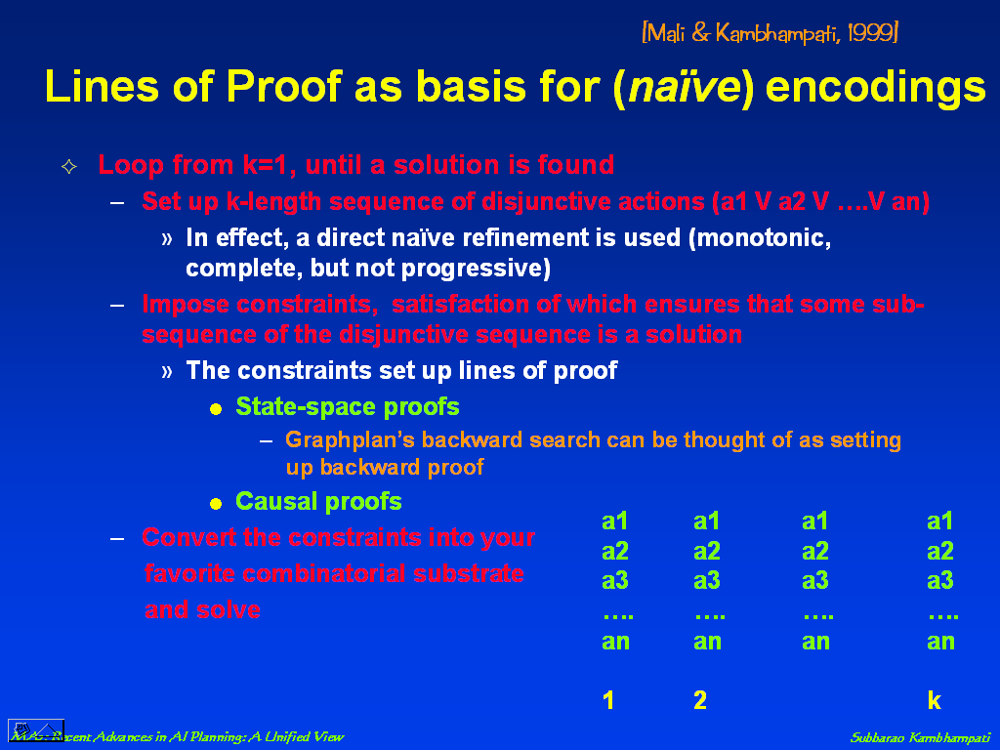 [Mali & Kambhampati, 1999]
Lines of Proof as basis for (naïve) encodings
Loop from k=1, until a solution is found
– Set up k-length sequence of disjunctive actions (a1 V a2 V ….V an)
» In effect, a direct naïve refinement is used (monotonic,
complete, but not progressive)
– Impose constraints, satisfaction of which ensures that some sub-
sequence of the disjunctive sequence is a solution
» The constraints set up lines of proof
● State-space proofs
– Graphplan's backward search can be thought of as setting
up backward proof
● Causal proofs
– Convert the constraints into your
favorite combinatorial substrate
and solve
a1 a1 a1 a1
a2 a2 a2 a2
a3 a3 a3 a3
…. …. …. ….
an an an an
1 2 k
Recent Advances in AI Planning: A Unified View
Subbarao Kambhampati